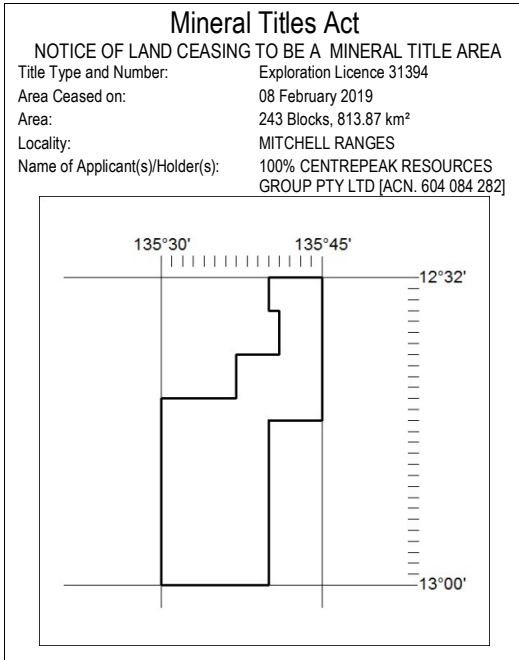 Mineral Titles Act
NOTICE OF LAND CEASING TO BE A MINERAL TITLE AREA
Title Type and Number: Exploration Licence 31394
Area Ceased on: 08 February 2019
Area: 243 Blocks, 813.87 km²
Locality: MITCHELL RANGES
Name of Applicant(s)/Holder(s): 100% CENTREPEAK RESOURCES
GROUP PTY LTD [ACN. 604 084 282]
135°30' 135°45'
12°32'
13°00'